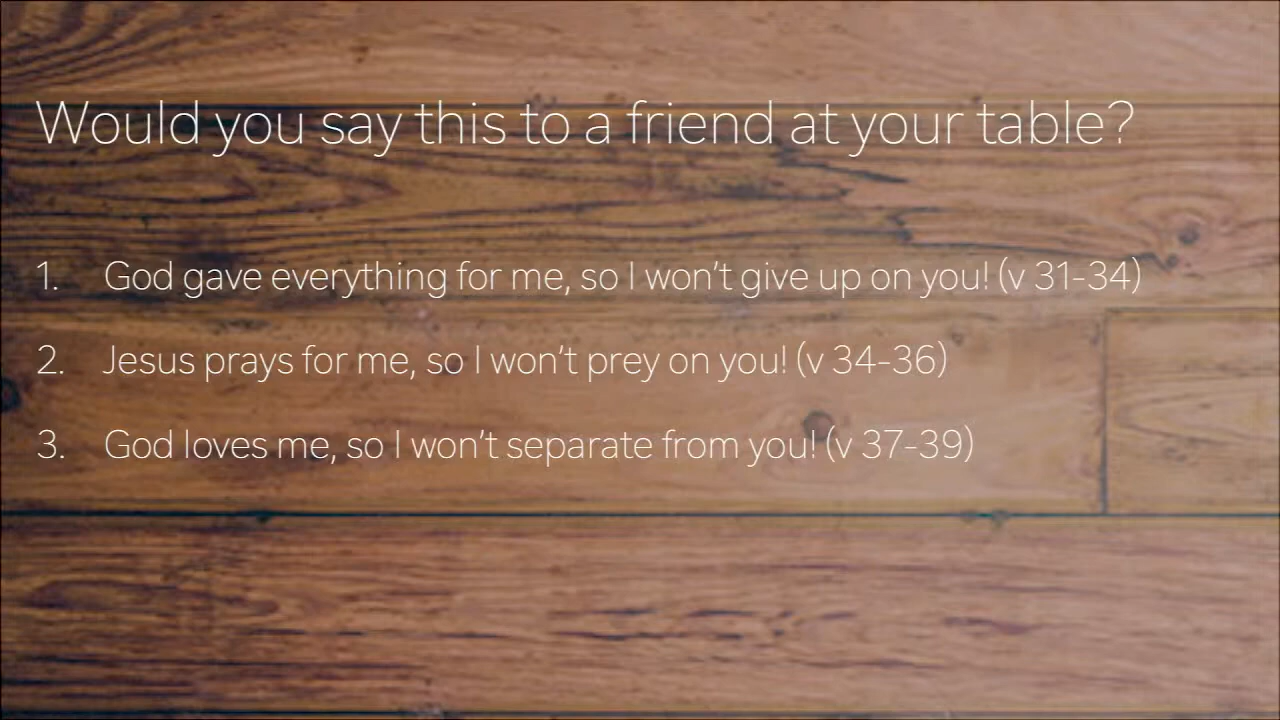 Would you say this to a friend at your table?
1. God gave everything for me, so I won't give up on you! (v 31-34)
2. Jesus prays for me, so I won't prey on you! (v 34-36)
3. God loves me, so I won't separate from you! (v 37-39)